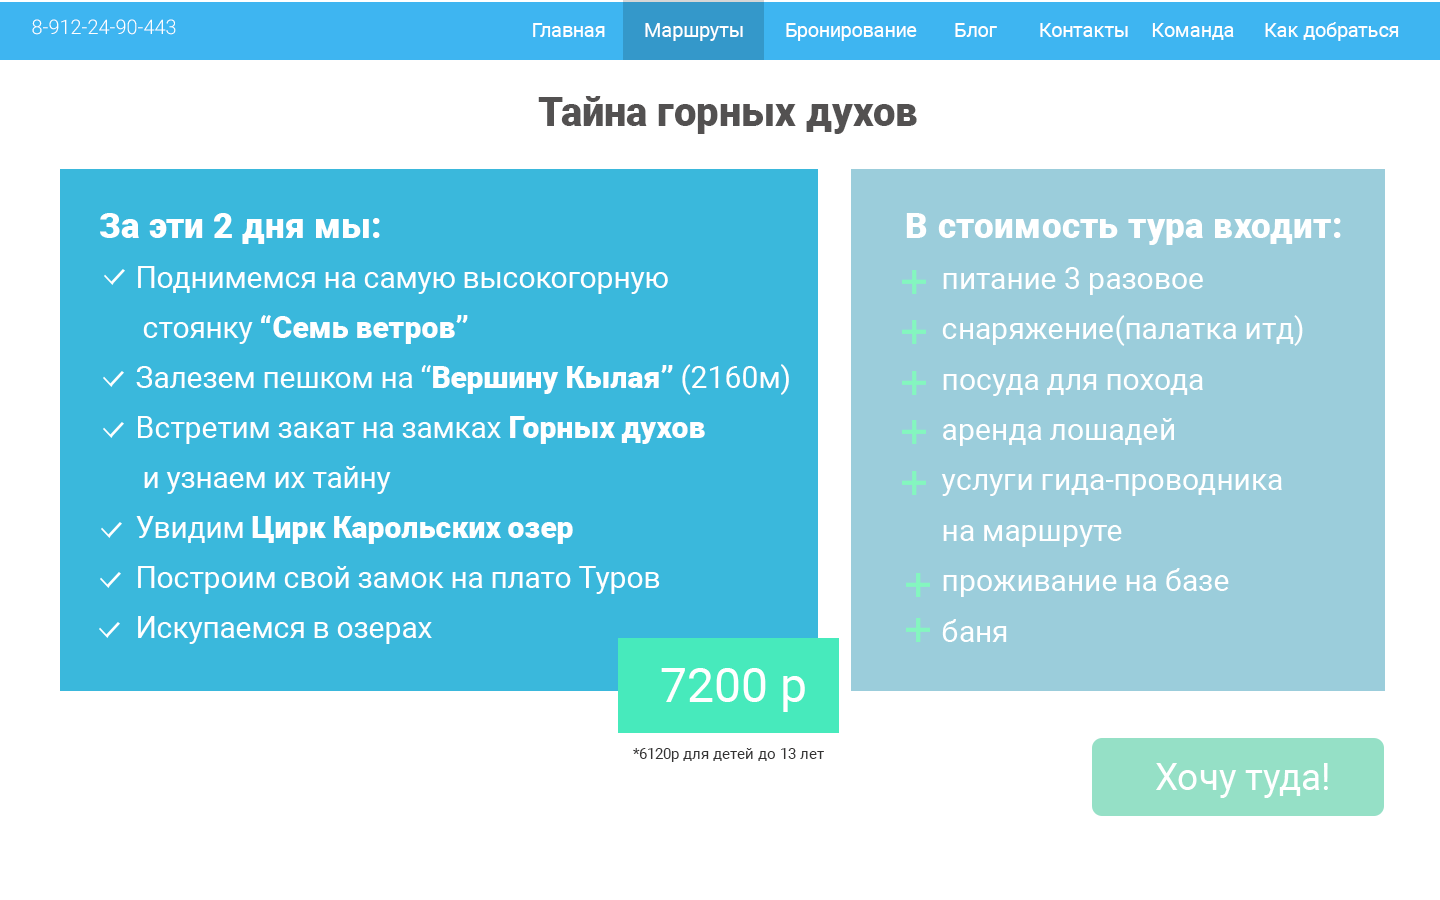 8-912-24-90-443
Главная Маршруты Бронирование Блог Контакты Команда Как добраться
Тайна горных духов
За эти 2 дня мы:
Поднимемся на самую высокогорную
стоянку “Семь ветров”
Залезем пешком на “Вершину Кылая” (2160м)
Встретим закат на замках Горных духов
и узнаем их тайну
Увидим Цирк Карольских озер
Построим свой замок на плато Туров
Искупаемся в озерах
7200 р
*6120р для детей до 13 лет
В стоимость тура входит:
питание 3 разовое
снаряжение(палатка итд)
посуда для похода
аренда лошадей
услуги гида-проводника
на маршруте
проживание на базе
баня
Хочу туда!